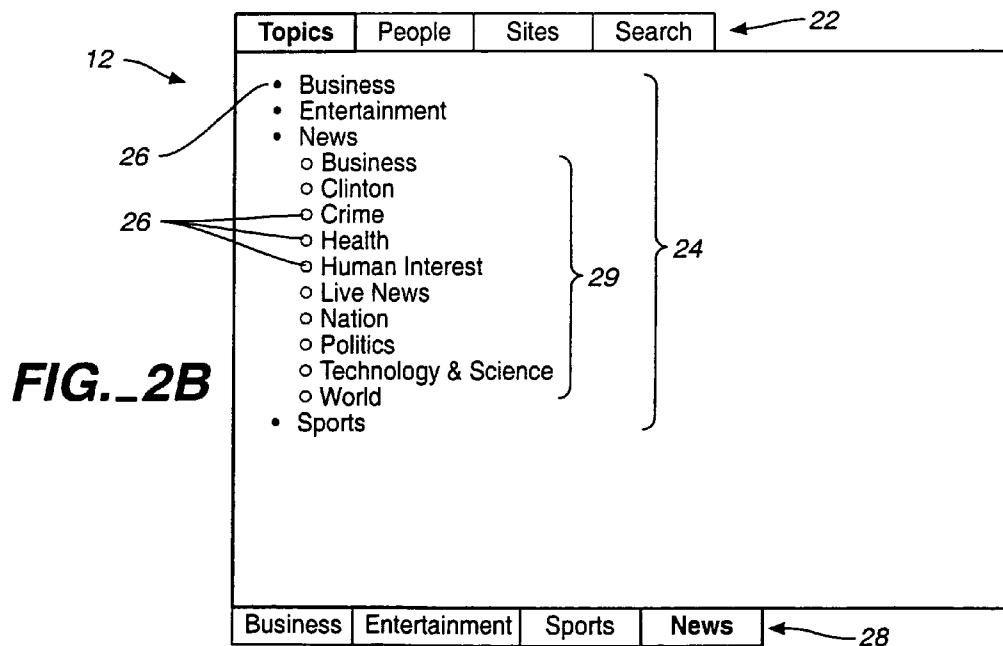 Topics People Sites Search 22
12
• Business
• Entertainment
• News
26
○ Business
○ Clinton
26
○ Crime
○ Health
24
○ Human Interest
29
○ Live News
○ Nation
○ Politics
○ Technology & Science
FIG._2B
○ World
• Sports
Business Entertainment Sports News 28